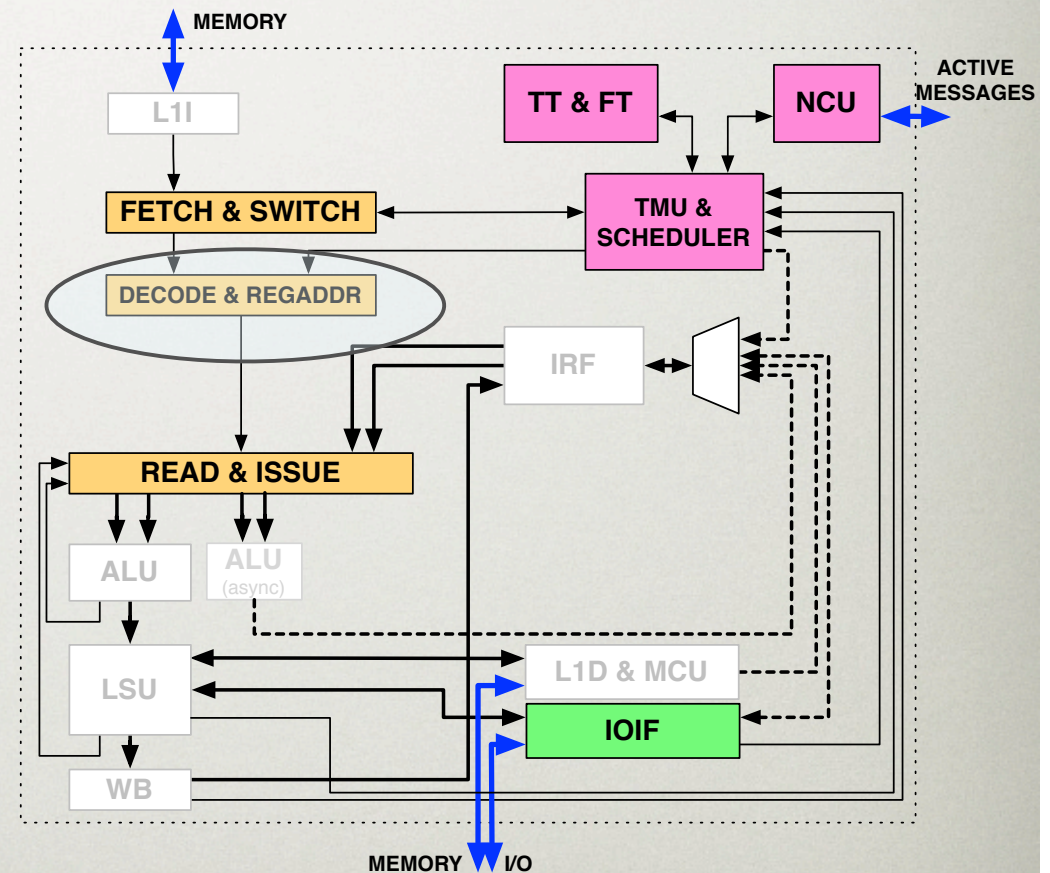 MEMORY
ACTIVE
MESSAGES
L1I
TT & FT
NCU
FETCH & SWITCH
TMU &
SCHEDULER
DECODE & REGADDR
IRF
READ & ISSUE
ALU
ALU
(async)
LSU
L1D & MCU
IOIF
WB
MEMORY
I/O